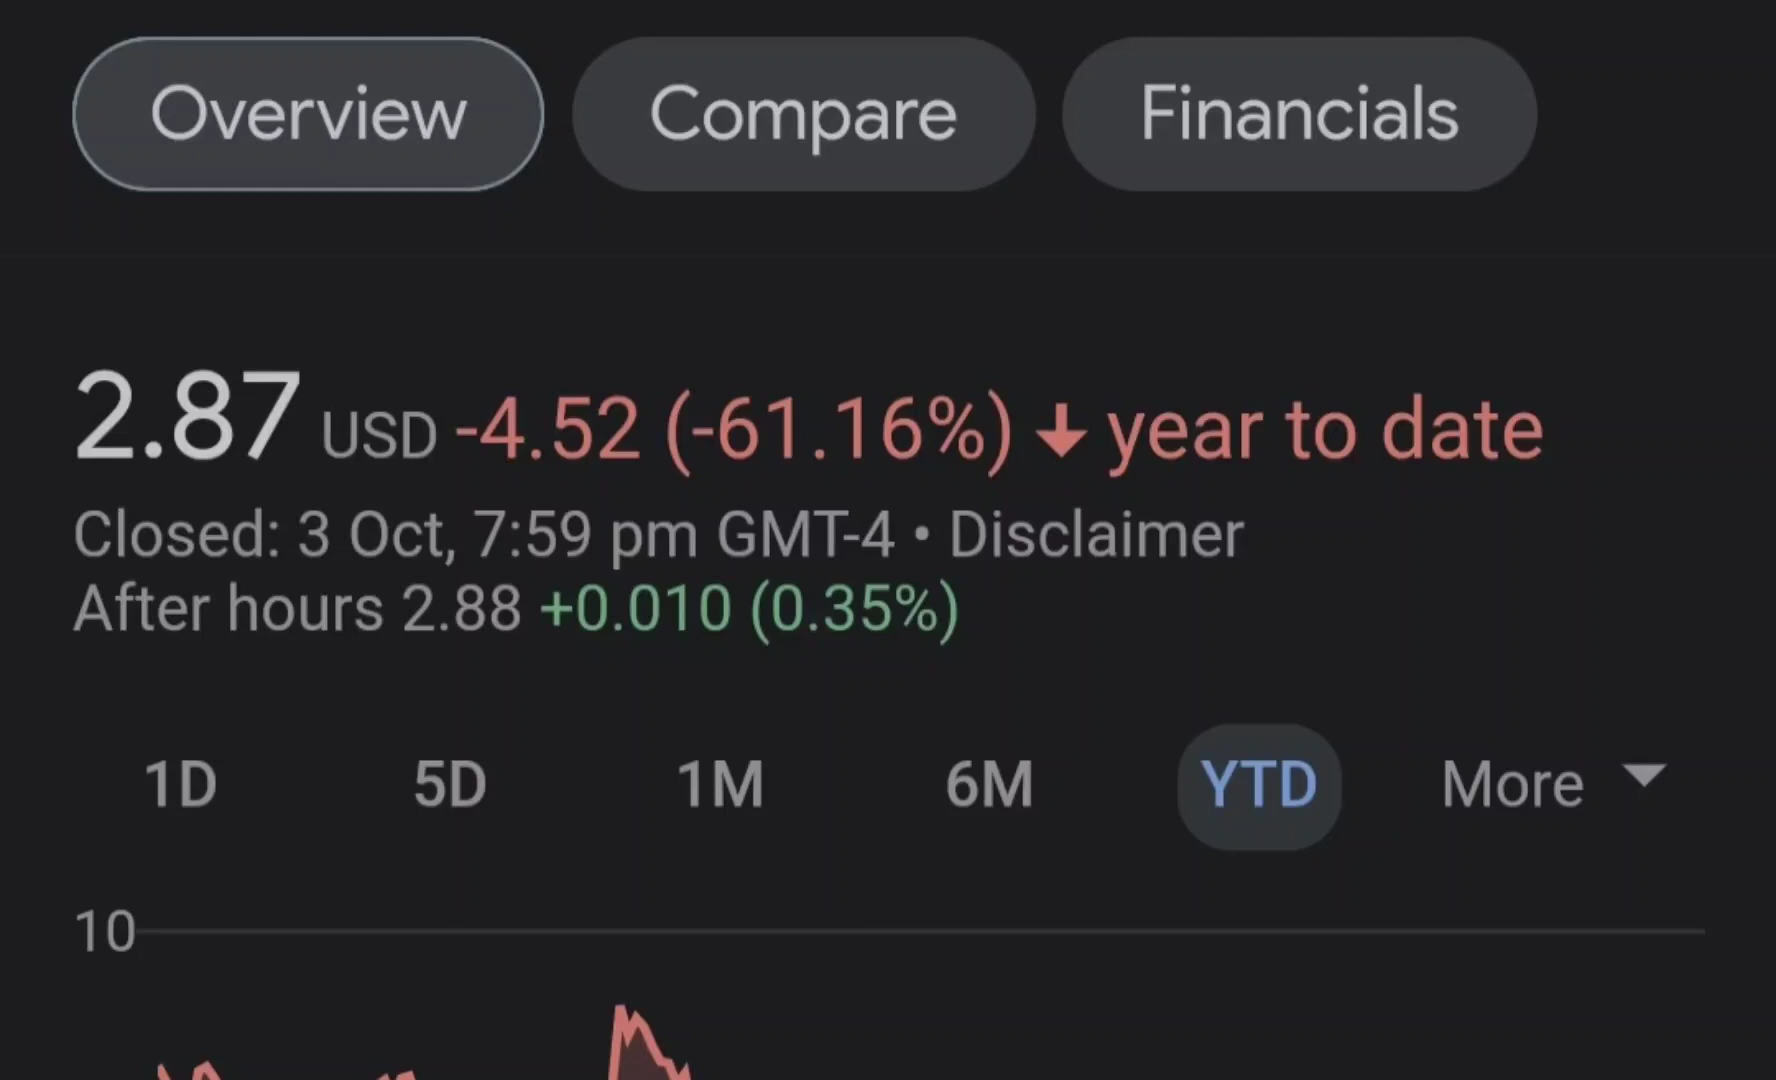 Overview Compare Financials
2.87 USD -4.52 (-61.16%) ↓ year to date
Closed: 3 Oct, 7:59 pm GMT-4 • Disclaimer
After hours 2.88 +0.010 (0.35%)
1D 5D 1M 6M YTD More
10